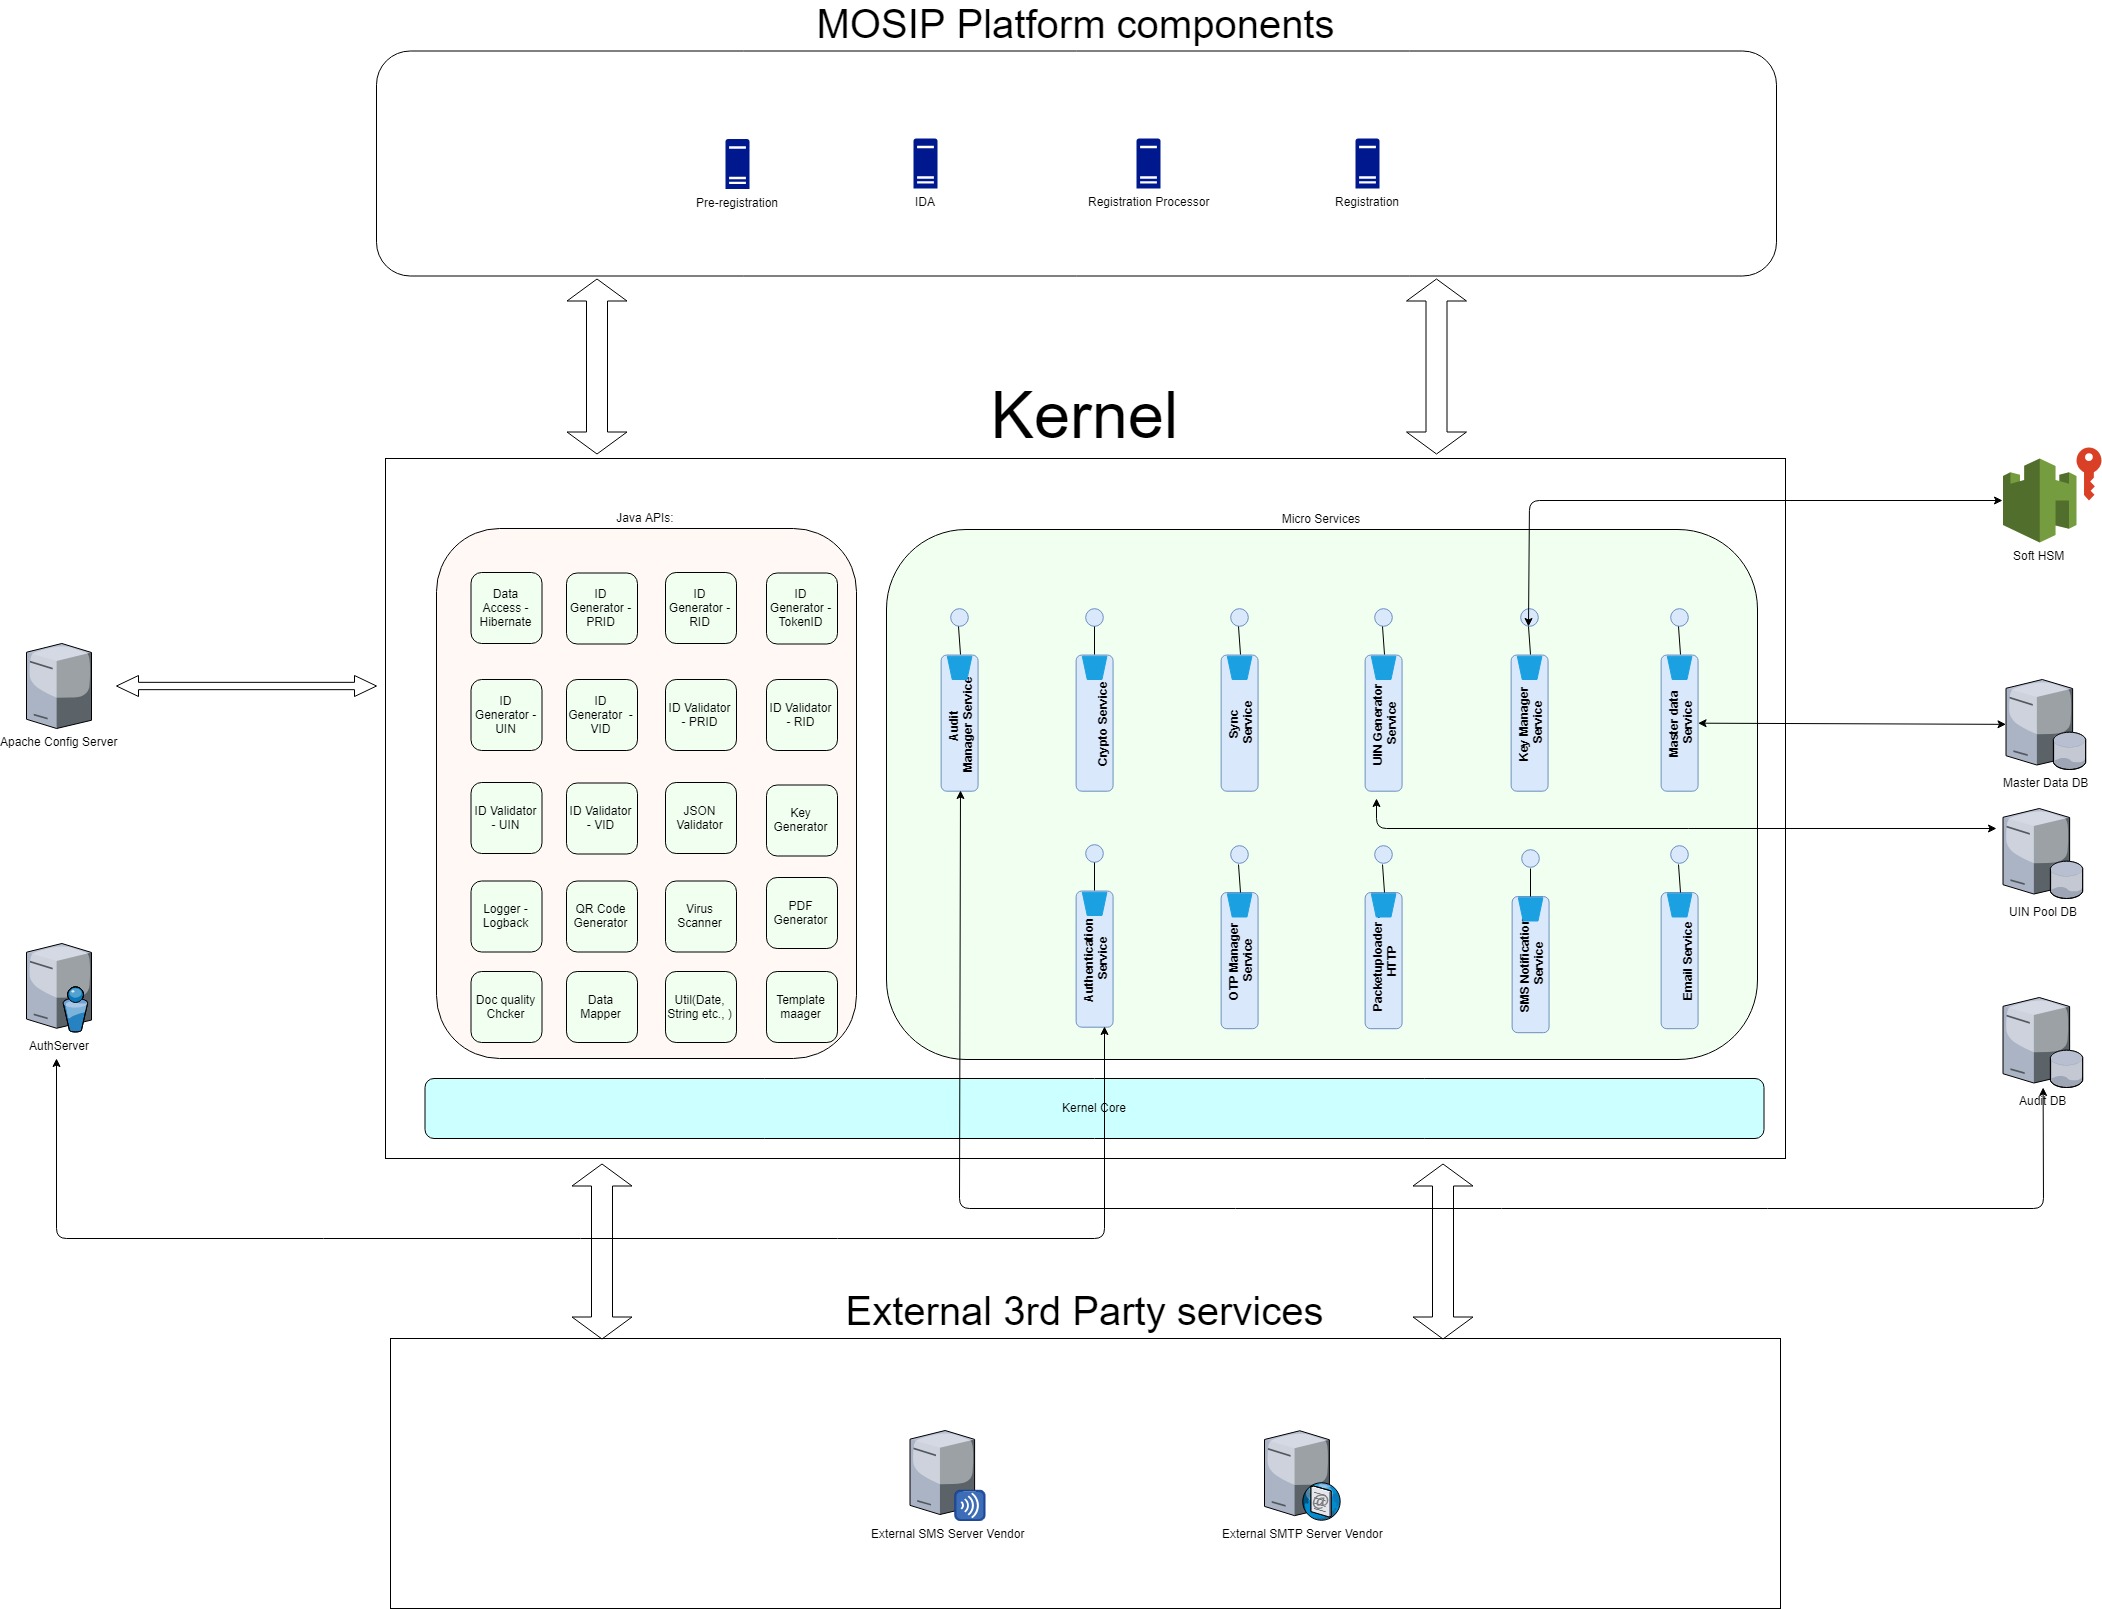 MOSIP Platform components
Pre-registration
IDA
Registration Processor
Registration
Kernel
Java APIs:
Micro Services
Data
Access -
Hibernate
ID
Generator -
PRID
ID
Generator -
RID
ID
Generator -
TokenID
ID
Generator -
UIN
ID
Generator -
VID
ID Validator
- PRID
ID Validator
- RID
ID Validator
- UIN
ID Validator
- VID
JSON
Validator
Key
Generator
Logger -
Logback
QR Code
Generator
Virus
Scanner
PDF
Generator
Doc quality
Chcker
Data
Mapper
Util(Date,
String etc., )
Template
maager
Audit
Manager Service
Crypto Service
Sync
Service
UIN Generator
Service
Key Manager
Service
Master data
Service
Authentication
Service
OTP Manager
Service
Packetuploader
HTTP
SMS Notification
Service
Email Service
Kernel Core
Apache Config Server
AuthServer
Soft HSM
Master Data DB
UIN Pool DB
Audit DB
External 3rd Party services
External SMS Server Vendor
External SMTP Server Vendor